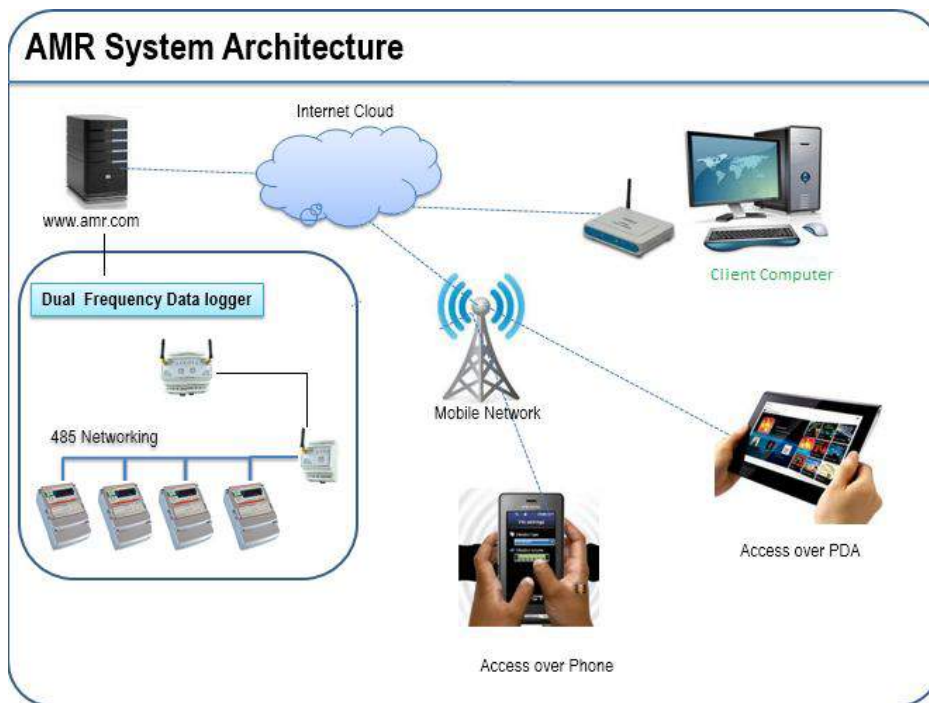 AMR System Architecture
Internet Cloud
www.amr.com
Client Computer
Dual Frequency Data logger
Mobile Network
485 Networking
Access over PDA
Access over Phone